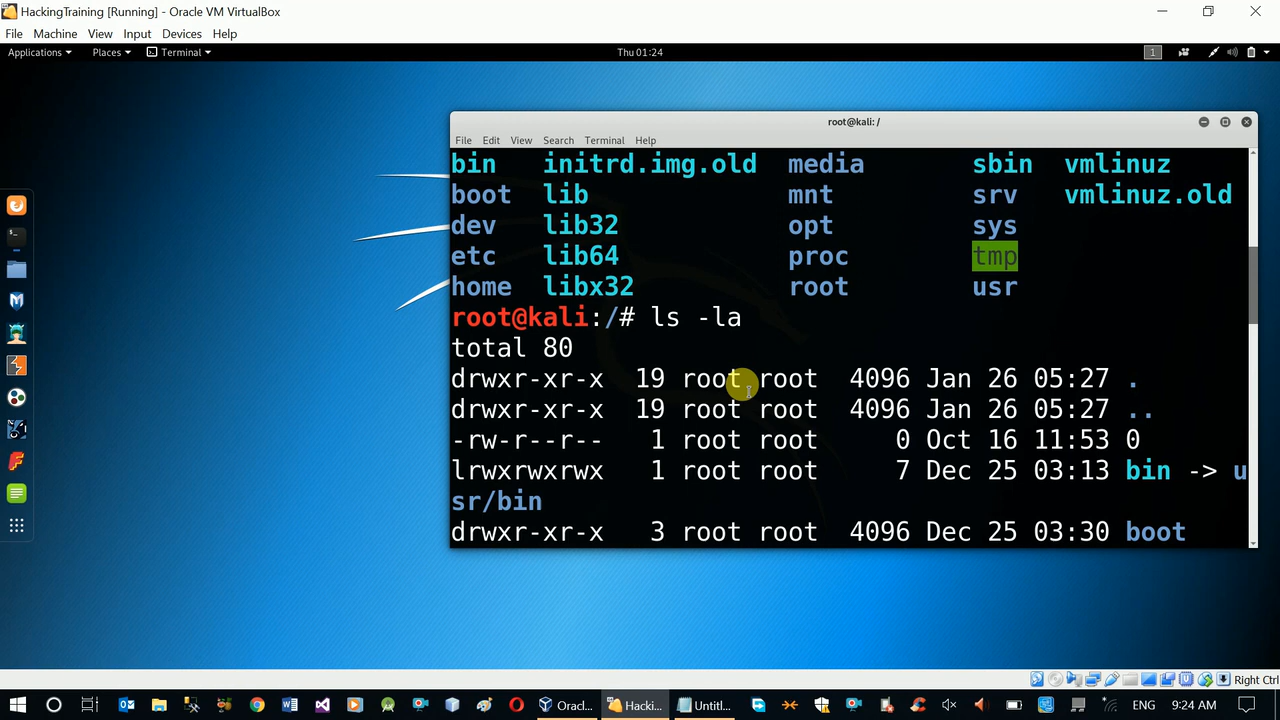 HackingTraining [Running] - Oracle VM VirtualBox
File Machine View Input Devices Help
Applications Places Terminal Thu 01:24 1
root@kali: /
File Edit View Search Terminal Help
bin initrd.img.old media sbin vmlinuz
boot lib mnt srv vmlinuz.old
dev lib32 opt sys
etc lib64 proc tmp
home libx32 root usr
root@kali:/# ls -la
total 80
drwxr-xr-x 19 root root 4096 Jan 26 05:27 .
drwxr-xr-x 19 root root 4096 Jan 26 05:27 ..
-rw-r--r-- 1 root root 0 Oct 16 11:53 0
lrwxrwxrwx 1 root root 7 Dec 25 03:13 bin -> u
sr/bin
drwxr-xr-x 3 root root 4096 Dec 25 03:30 boot
Right Ctrl
Oracl... Hacki... Untitl... ENG 9:24 AM